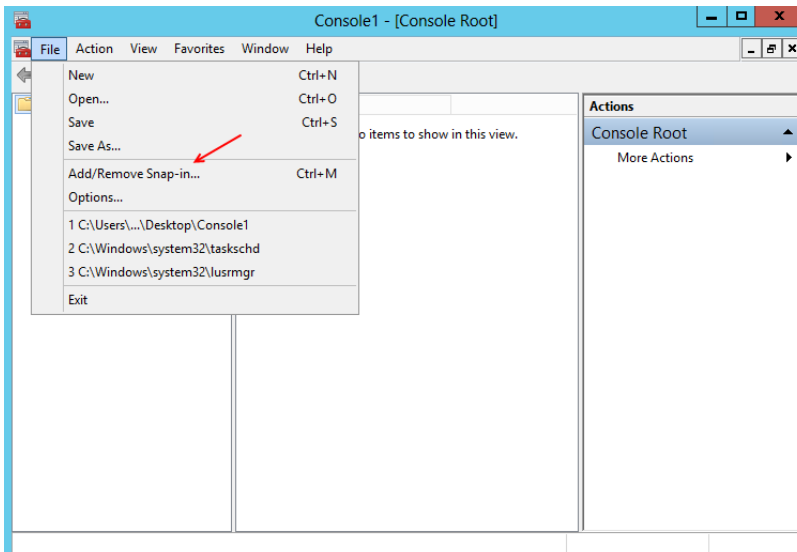 Console1 - [Console Root]
File Action View Favorites Window Help
New Ctrl+N
Open... Ctrl+O
Save Ctrl+S
Save As...
Add/Remove Snap-in... Ctrl+M
Options...
1 C:\Users\...\Desktop\Console1
2 C:\Windows\system32\taskschd
3 C:\Windows\system32\lusrmgr
Exit
o items to show in this view.
Actions
Console Root
More Actions